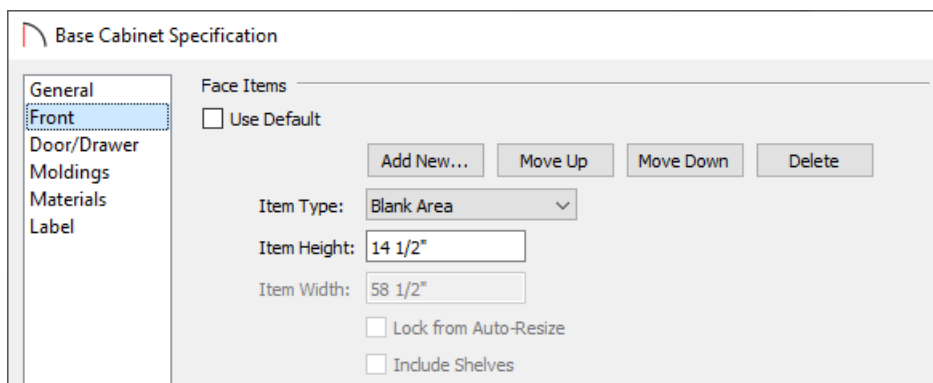 Base Cabinet Specification
General
Front
Door/Drawer
Moldings
Materials
Label
Face Items
Use Default
Add New... Move Up Move Down Delete
Item Type: Blank Area
Item Height: 14 1/2"
Item Width: 58 1/2"
Lock from Auto-Resize
Include Shelves